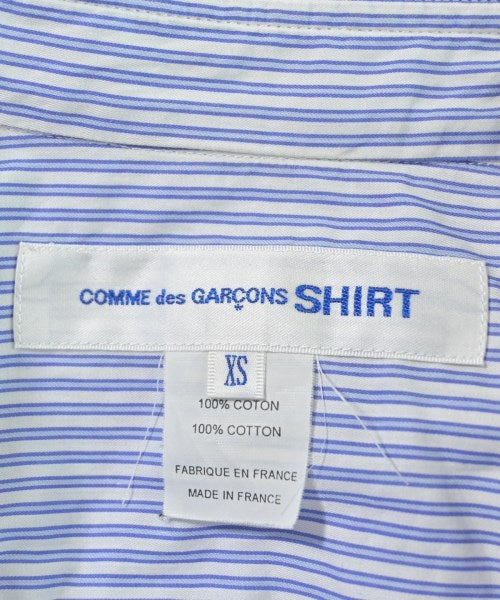 COMME des GARÇONS SHIRT
XS
100% COTON
100% COTTON
FABRIQUE EN FRANCE
MADE IN FRANCE